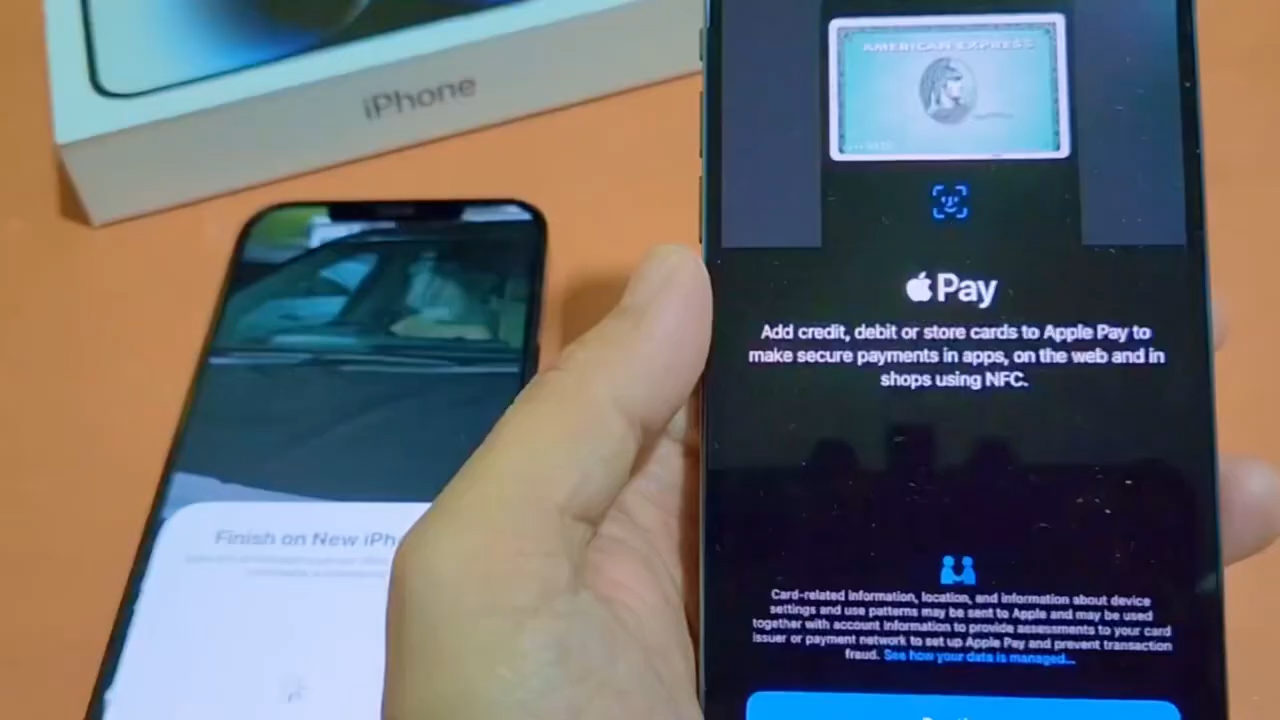 iPhone
AMERICAN EXPRESS
Pay
Add credit, debit or store cards to Apple Pay to
make secure payments in apps, on the web and in
shops using NFC.
Finish on New iPh
Card-related information, location, and information about device
settings and use patterns may be sent to Apple and may be used
together with account information to provide assessments to your card
issuer or payment network to set up Apple Pay and prevent transaction
fraud. See how your data is managed...